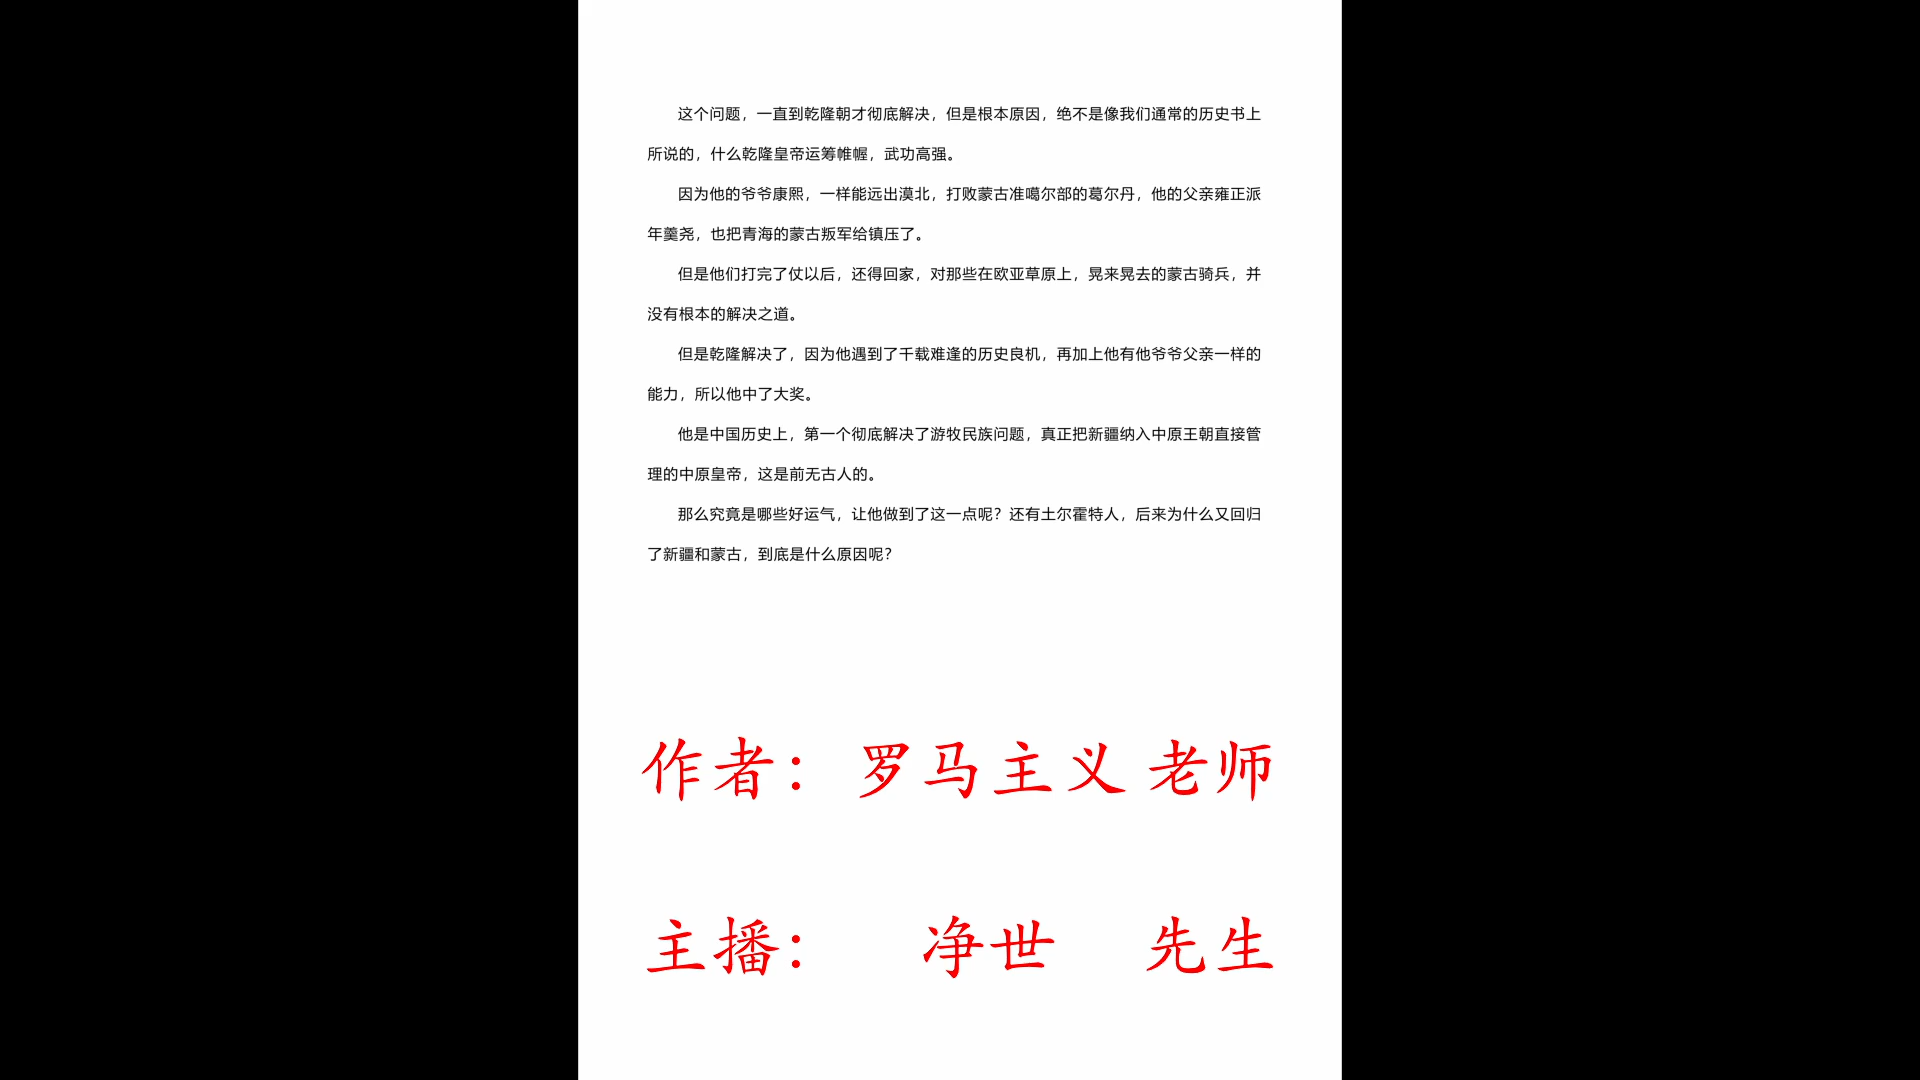 这个问题，一直到乾隆朝才彻底解决，但是根本原因，绝不是像我们通常的历史书上
所说的，什么乾隆皇帝运筹帷幄，武功高强。
因为他的爷爷康熙，一样能远出漠北，打败蒙古准噶尔部的葛尔丹，他的父亲雍正派
年羹尧，也把青海的蒙古叛军给镇压了。
但是他们打完了仗以后，还得回家，对那些在欧亚草原上，晃来晃去的蒙古骑兵，并
没有根本的解决之道。
但是乾隆解决了，因为他遇到了千载难逢的历史良机，再加上他有他爷爷父亲一样的
能力，所以他中了大奖。
他是中国历史上，第一个彻底解决了游牧民族问题，真正把新疆纳入中原王朝直接管
理的中原皇帝，这是前无古人的。
那么究竟是哪些好运气，让他做到了这一点呢？还有土尔霍特人，后来为什么又回归
了新疆和蒙古，到底是什么原因呢？
作者：罗马主义 老师
主播： 净世 先生